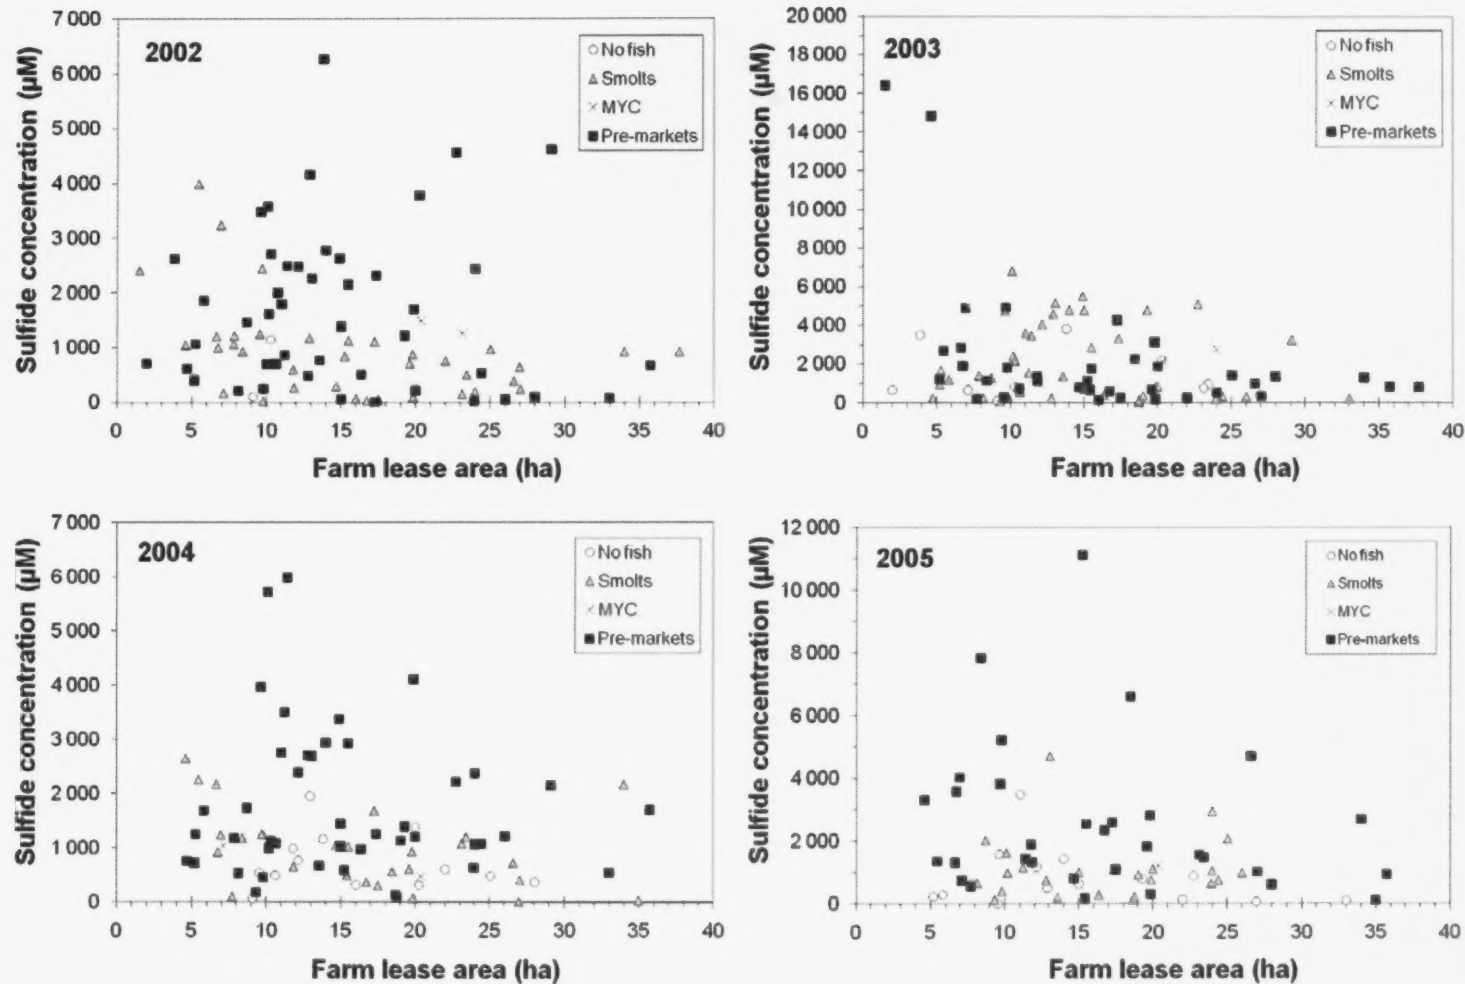 2002
7 000
6 000
5 000
4 000
3 000
2 000
1 000
0
Sulfide concentration (µM)
0 5 10 15 20 25 30 35 40
Farm lease area (ha)
No fish
Smolts
MYC
Pre-markets
2003
20 000
18 000
16 000
14 000
12 000
10 000
8 000
6 000
4 000
2 000
0
Sulfide concentration (µM)
0 5 10 15 20 25 30 35 40
Farm lease area (ha)
No fish
Smolts
MYC
Pre-markets
2004
7 000
6 000
5 000
4 000
3 000
2 000
1 000
0
Sulfide concentration (µM)
0 5 10 15 20 25 30 35 40
Farm lease area (ha)
No fish
Smolts
MYC
Pre-markets
2005
12 000
10 000
8 000
6 000
4 000
2 000
0
Sulfide concentration (µM)
0 5 10 15 20 25 30 35 40
Farm lease area (ha)
No fish
Smolts
MYC
Pre-markets